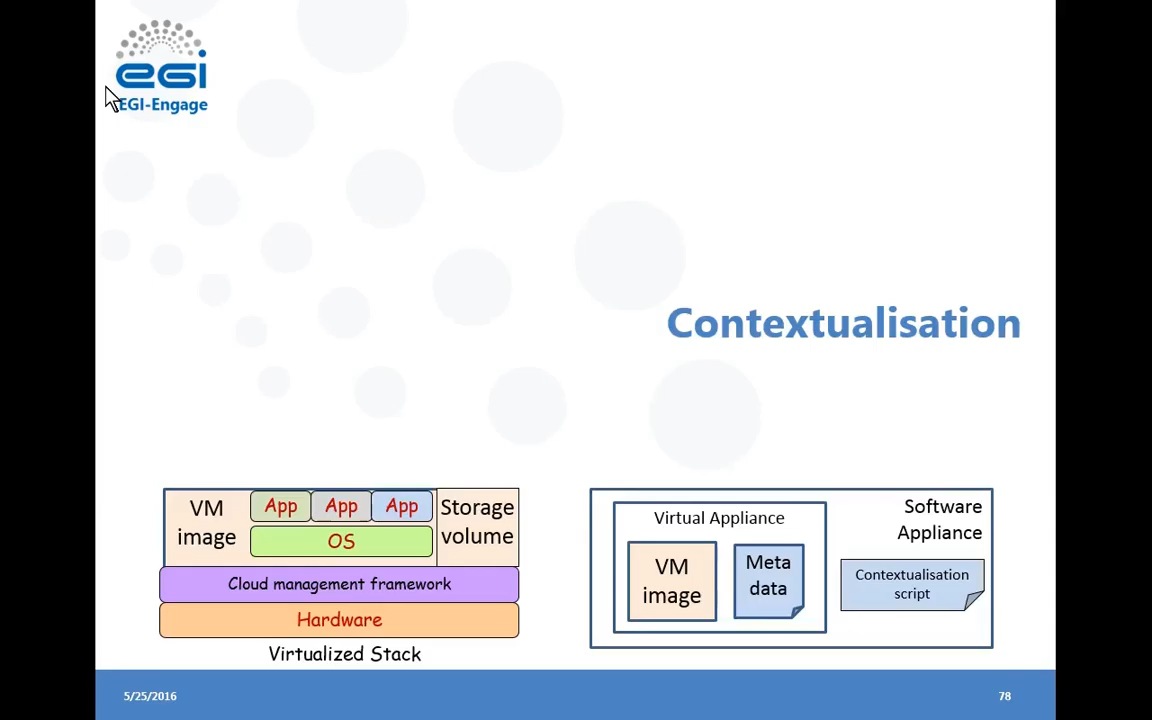 egi
EGI-Engage
Contextualisation
VM
image
App
App
App
OS
Storage
volume
Cloud management framework
Hardware
Virtualized Stack
Virtual Appliance
VM
image
Meta
data
Software
Appliance
Contextualisation
script
5/25/2016
78